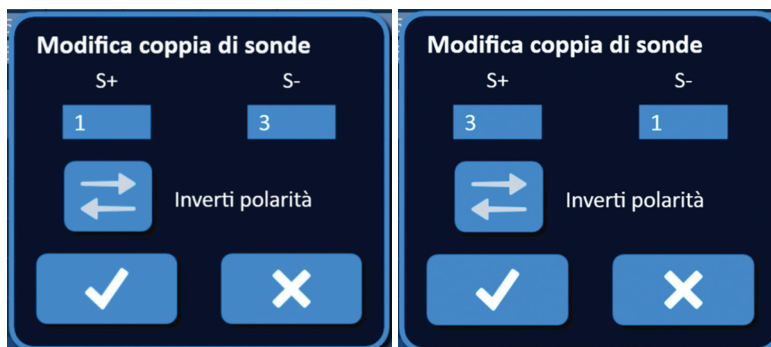 Modifica coppia di sonde
S+ S-
1 3
Inverti polarità
Modifica coppia di sonde
S+ S-
3 1
Inverti polarità